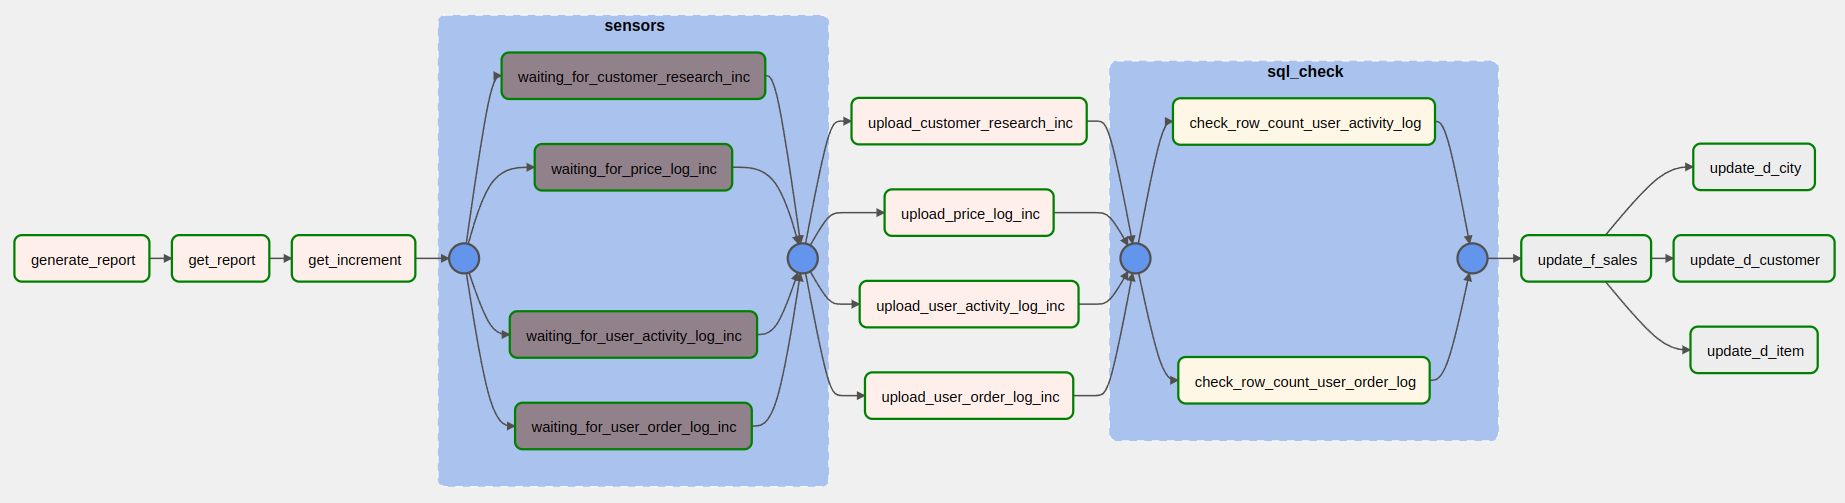 generate_report
get_report
get_increment
sensors
waiting_for_customer_research_inc
waiting_for_price_log_inc
waiting_for_user_activity_log_inc
waiting_for_user_order_log_inc
upload_customer_research_inc
upload_price_log_inc
upload_user_activity_log_inc
upload_user_order_log_inc
sql_check
check_row_count_user_activity_log
check_row_count_user_order_log
update_f_sales
update_d_city
update_d_customer
update_d_item